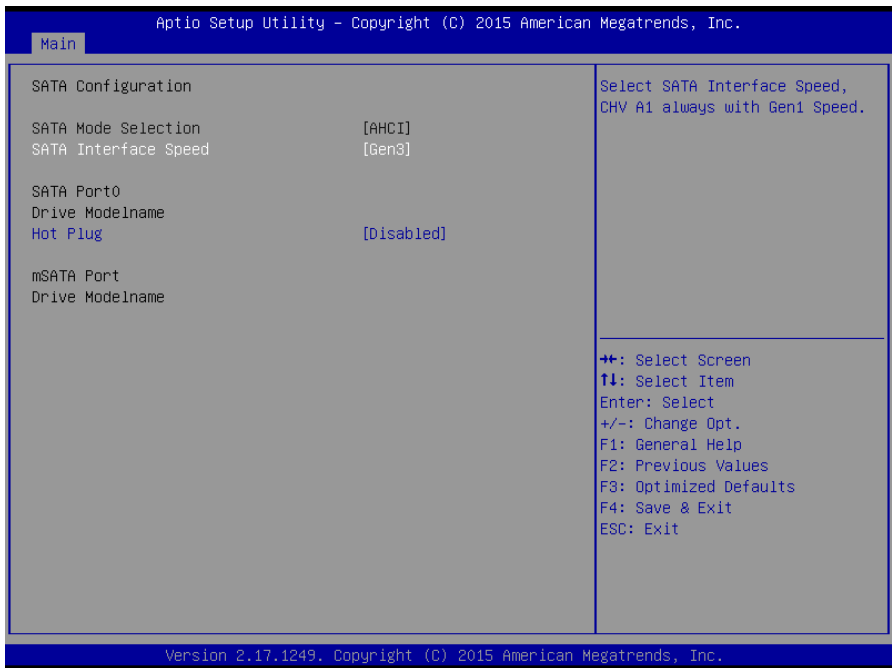 Aptio Setup Utility – Copyright (C) 2015 American Megatrends, Inc.
Main
SATA Configuration
SATA Mode Selection [AHCI]
SATA Interface Speed [Gen3]
SATA Port0
Drive Modelname
Hot Plug [Disabled]
mSATA Port
Drive Modelname
Select SATA Interface Speed,
CHV A1 always with Gen1 Speed.
→←: Select Screen
↑↓: Select Item
Enter: Select
+/-: Change Opt.
F1: General Help
F2: Previous Values
F3: Optimized Defaults
F4: Save & Exit
ESC: Exit
Version 2.17.1249. Copyright (C) 2015 American Megatrends, Inc.